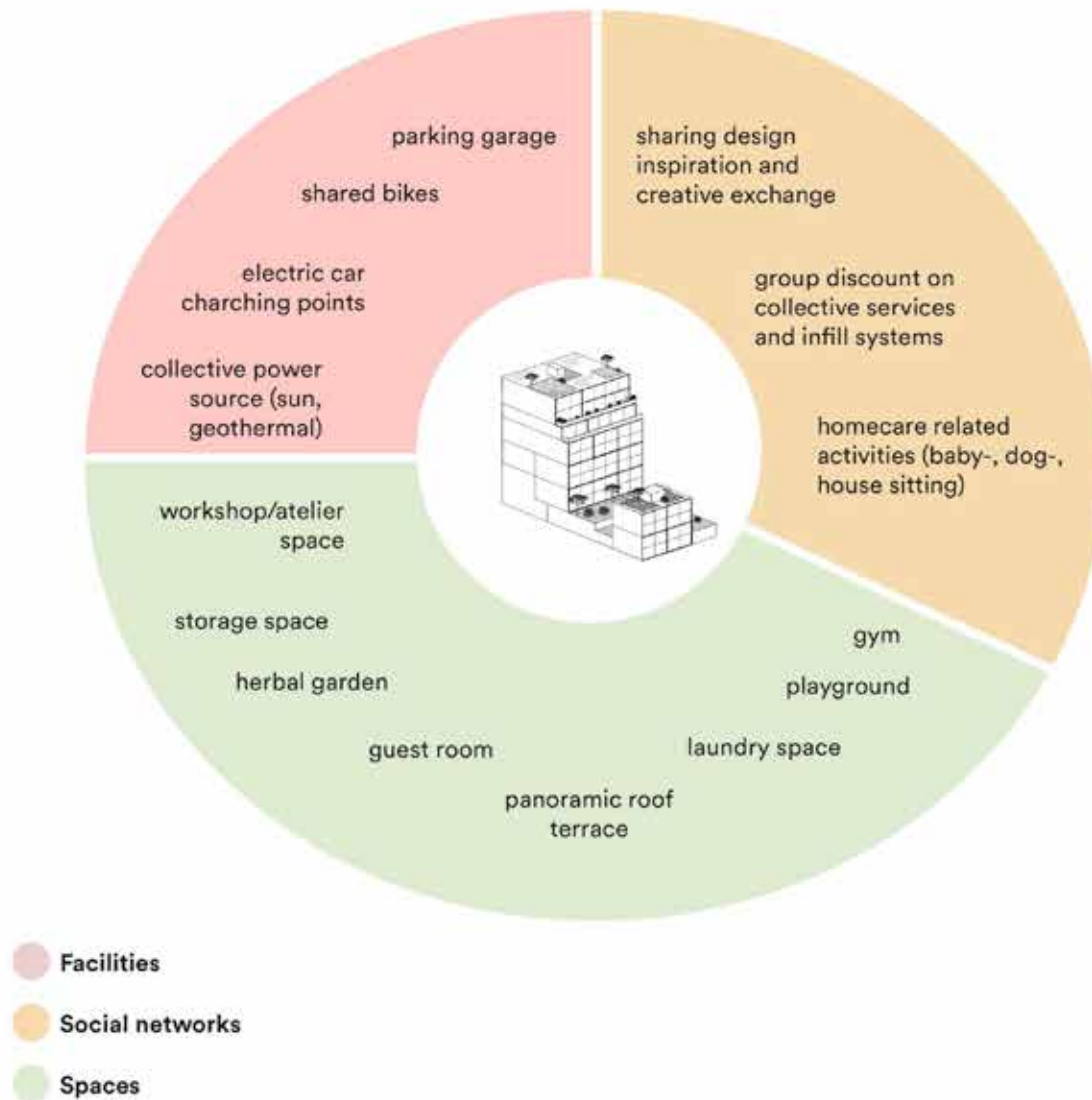 parking garage
shared bikes
electric car
charching points
collective power
source (sun,
geothermal)
sharing design
inspiration and
creative exchange
group discount on
collective services
and infill systems
homecare related
activities (baby-, dog-,
house sitting)
workshop/atelier
space
storage space
herbal garden
guest room
panoramic roof
terrace
laundry space
playground
gym
Facilities
Social networks
Spaces